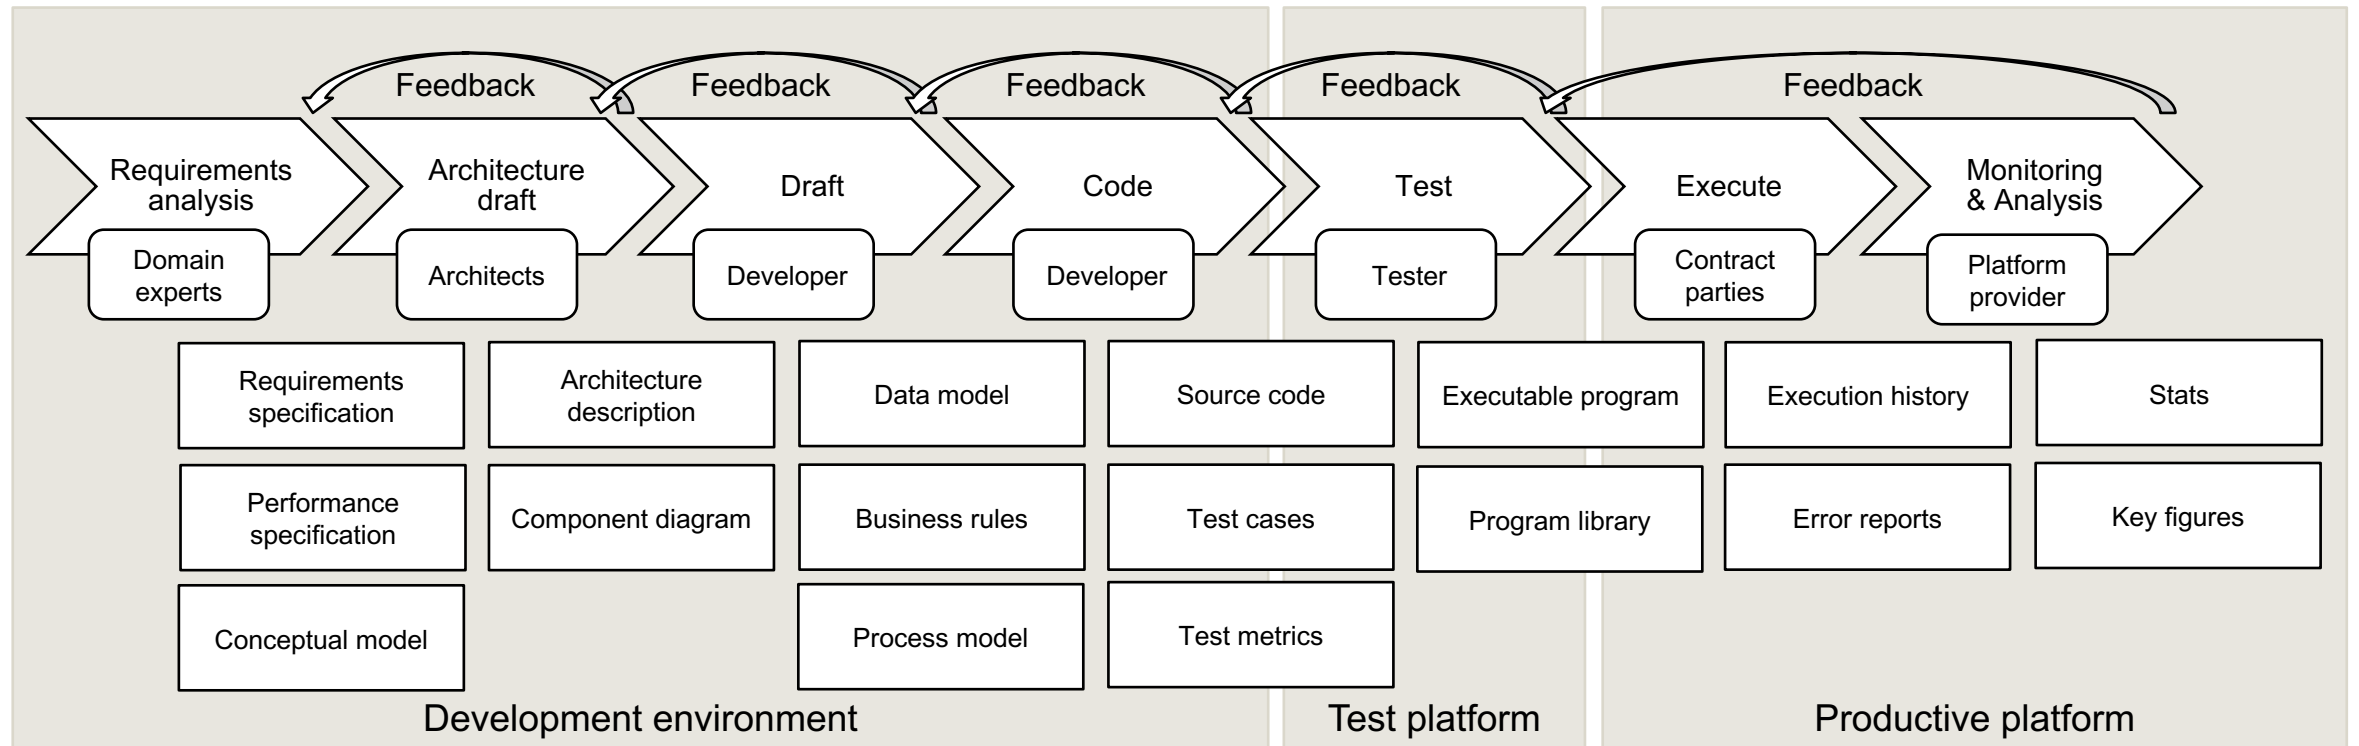 Feedback
Feedback
Feedback
Feedback
Feedback
Requirements
analysis
Architecture
draft
Draft
Code
Test
Execute
Monitoring
& Analysis
Domain
experts
Architects
Developer
Developer
Tester
Contract
parties
Platform
provider
Requirements
specification
Architecture
description
Data model
Source code
Executable program
Execution history
Stats
Performance
specification
Component diagram
Business rules
Test cases
Program library
Error reports
Key figures
Conceptual model
Process model
Test metrics
Development environment
Test platform
Productive platform